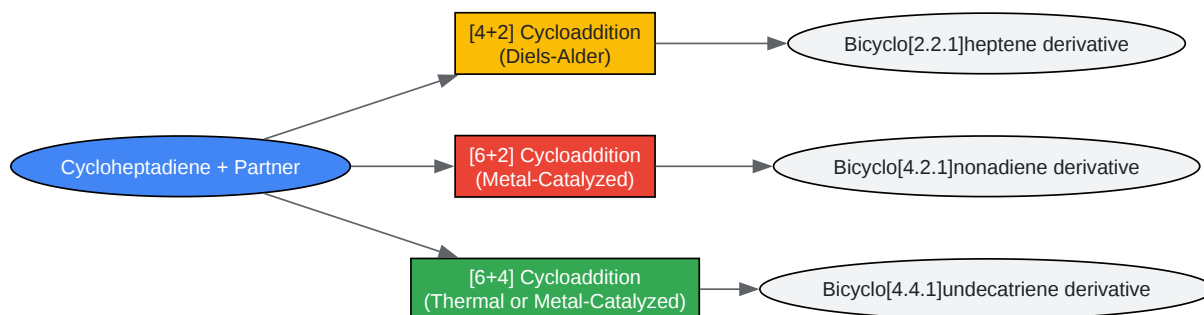 [4+2] Cycloaddition
(Diels-Alder)
Bicyclo[2.2.1]heptene derivative
Cycloheptadiene + Partner
[6+2] Cycloaddition
(Metal-Catalyzed)
Bicyclo[4.2.1]nonadiene derivative
[6+4] Cycloaddition
(Thermal or Metal-Catalyzed)
Bicyclo[4.4.1]undecatriene derivative